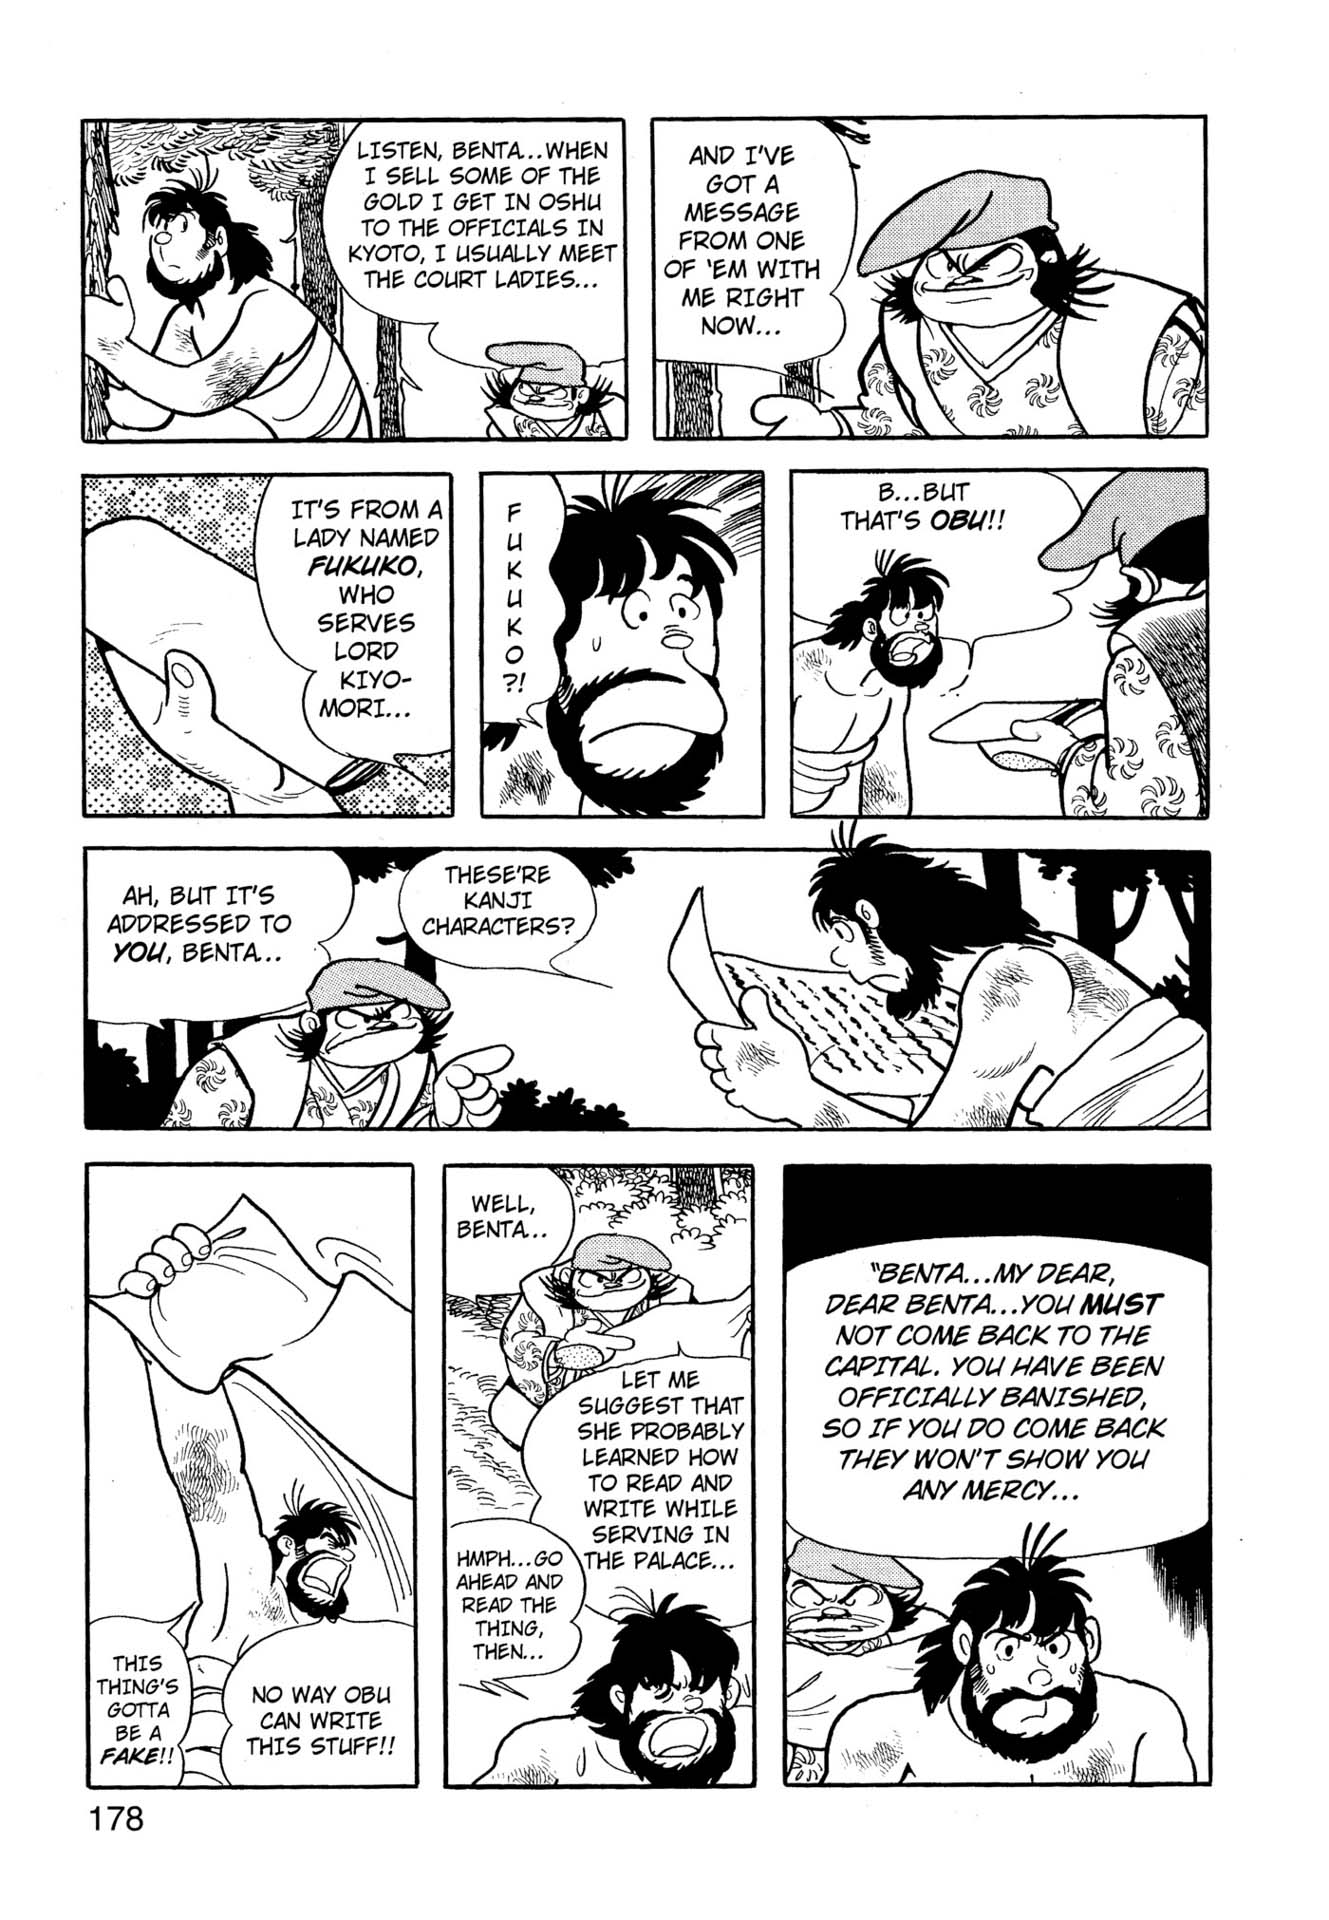 LISTEN, BENTA...WHEN
I SELL SOME OF THE
GOLD I GET IN OSHU
TO THE OFFICIALS IN
KYOTO, I USUALLY MEET
THE COURT LADIES...
AND I'VE
GOT A
MESSAGE
FROM ONE
OF 'EM WITH
ME RIGHT
NOW...
IT'S FROM A
LADY NAMED
FUKUKO,
WHO
SERVES
LORD
KIYO-
MORI...
F
U
K
U
K
O
?!
B...BUT
THAT'S OBU!!
AH, BUT IT'S
ADDRESSED TO
YOU, BENTA...
THESE'RE
KANJI
CHARACTERS?
THIS
THING'S
GOTTA
BE A
FAKE!!
NO WAY OBU
CAN WRITE
THIS STUFF!!
WELL,
BENTA...
LET ME
SUGGEST THAT
SHE PROBABLY
LEARNED HOW
TO READ AND
WRITE WHILE
SERVING IN
THE PALACE...
HMPH...GO
AHEAD AND
READ THE
THING,
THEN...
"BENTA...MY DEAR,
DEAR BENTA...YOU MUST
NOT COME BACK TO THE
CAPITAL. YOU HAVE BEEN
OFFICIALLY BANISHED,
SO IF YOU DO COME BACK
THEY WON'T SHOW YOU
ANY MERCY...
178